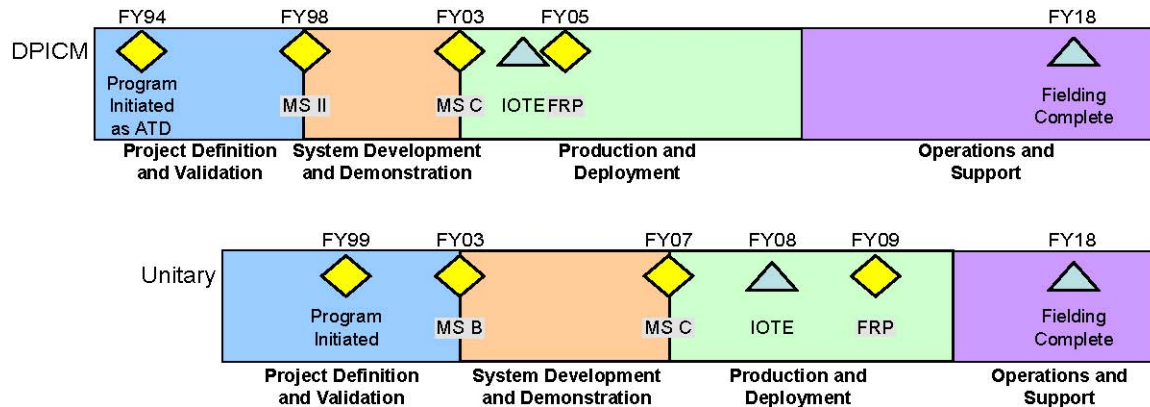 FY94 FY98 FY03 FY05 FY18
DPICM
Program
Initiated
as ATD
MS II
MS C
IOTE
FRP
Fielding
Complete
Project Definition
and Validation
System Development
and Demonstration
Production and
Deployment
Operations and
Support
FY99 FY03 FY07 FY08 FY09 FY18
Unitary
Program
Initiated
MS B
MS C
IOTE
FRP
Fielding
Complete
Project Definition
and Validation
System Development
and Demonstration
Production and
Deployment
Operations and
Support